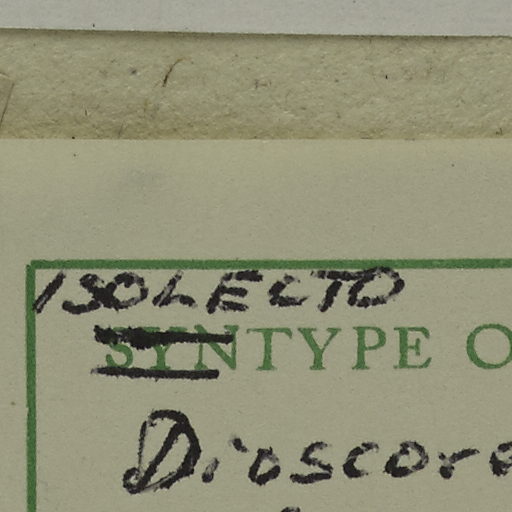 ISOLECTO
SYNTYPE O
Dioscore